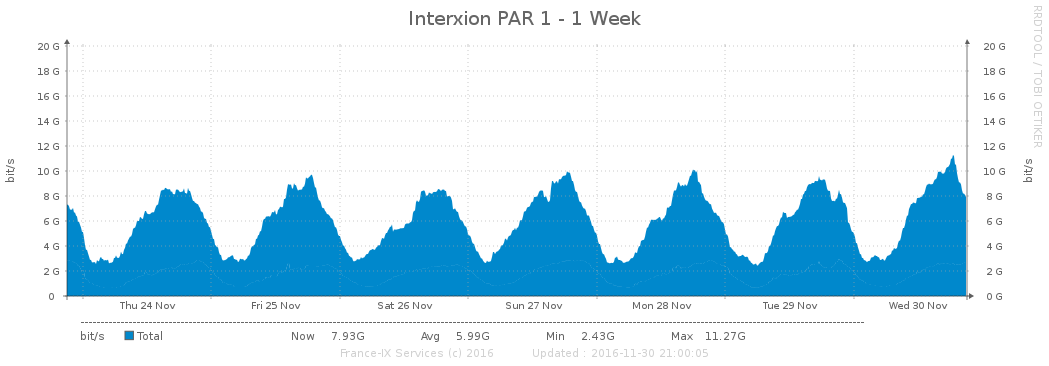 Interxion PAR 1 - 1 Week
RRDTOOL / TOBI OETIKER
20 G 20 G
18 G 18 G
16 G 16 G
14 G 14 G
12 G 12 G
10 G 10 G
8 G 8 G
6 G 6 G
4 G 4 G
2 G 2 G
0 0 G
bit/s bit/s
Thu 24 Nov Fri 25 Nov Sat 26 Nov Sun 27 Nov Mon 28 Nov Tue 29 Nov Wed 30 Nov
bit/s Total Now 7.93G Avg 5.99G Min 2.43G Max 11.27G
France-IX Services (c) 2016 Updated : 2016-11-30 21:00:05